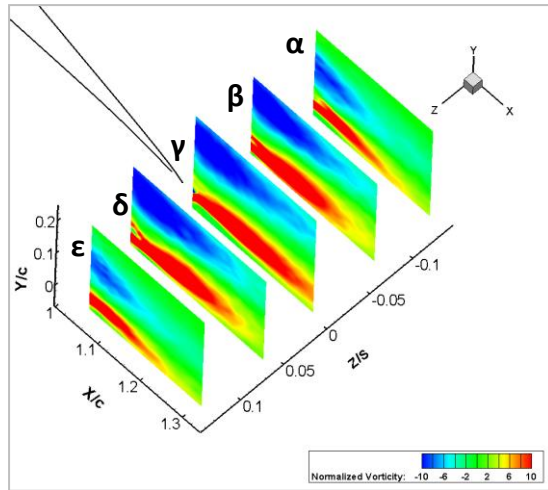 α
β
γ
δ
ε
Y
Z
X
0.2
0.1
0
Y/c
1
1.1
1.2
1.3
X/c
0.1
0.05
0
-0.05
-0.1
Z/S
Normalized Vorticity:
-10 -6 -2 2 6 10